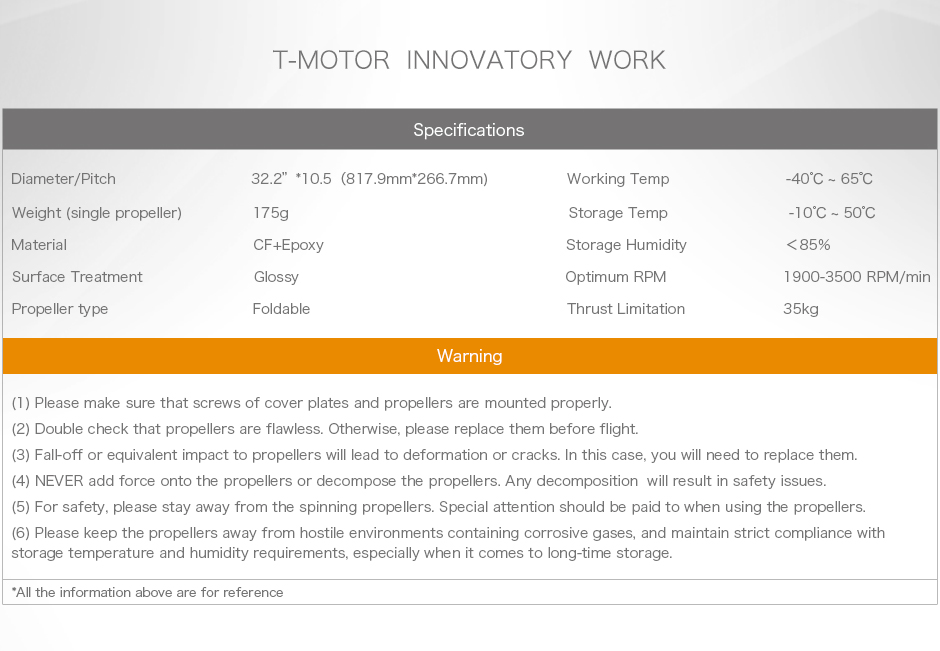 T-MOTOR INNOVATORY WORK
Specifications
Diameter/Pitch 32.2” *10.5 (817.9mm*266.7mm) Working Temp -40℃ ~ 65℃
Weight (single propeller) 175g Storage Temp -10℃ ~ 50℃
Material CF+Epoxy Storage Humidity ＜85%
Surface Treatment Glossy Optimum RPM 1900-3500 RPM/min
Propeller type Foldable Thrust Limitation 35kg
Warning
(1) Please make sure that screws of cover plates and propellers are mounted properly.
(2) Double check that propellers are flawless. Otherwise, please replace them before flight.
(3) Fall-off or equivalent impact to propellers will lead to deformation or cracks. In this case, you will need to replace them.
(4) NEVER add force onto the propellers or decompose the propellers. Any decomposition will result in safety issues.
(5) For safety, please stay away from the spinning propellers. Special attention should be paid to when using the propellers.
(6) Please keep the propellers away from hostile environments containing corrosive gases, and maintain strict compliance with
storage temperature and humidity requirements, especially when it comes to long-time storage.
*All the information above are for reference